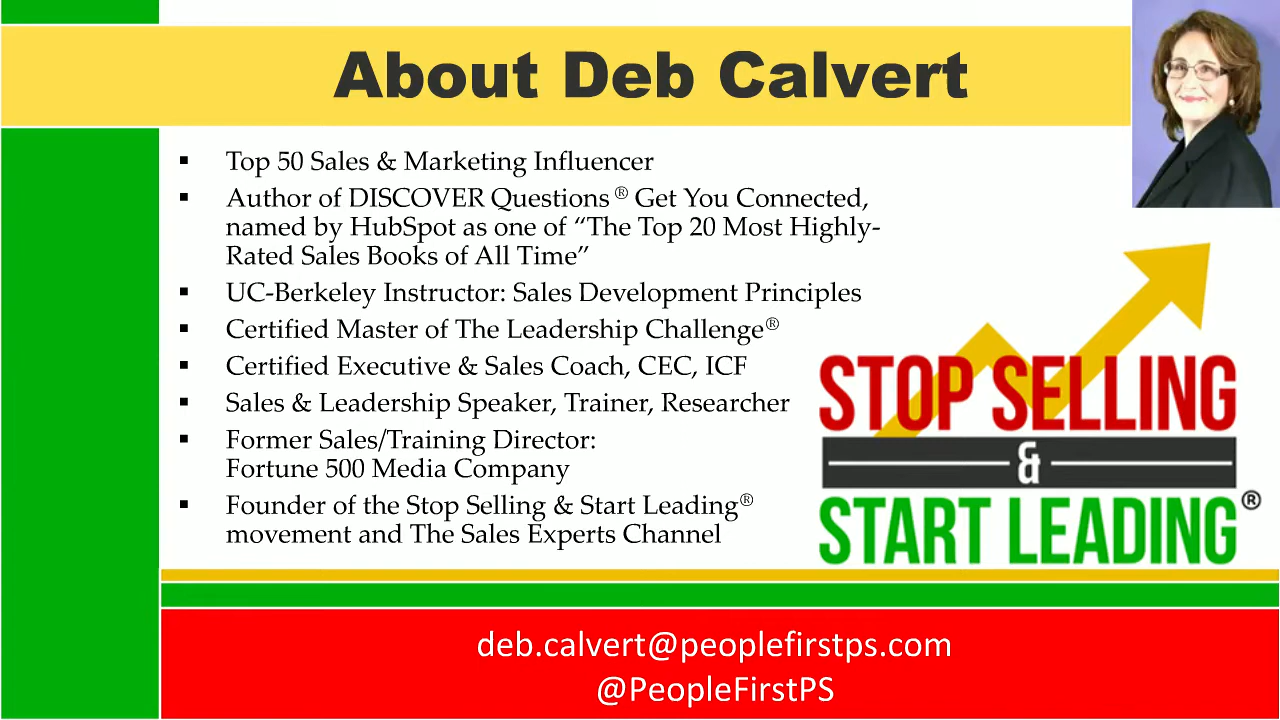 About Deb Calvert
▪ Top 50 Sales & Marketing Influencer
▪ Author of DISCOVER Questions® Get You Connected,
named by HubSpot as one of “The Top 20 Most Highly-
Rated Sales Books of All Time”
▪ UC-Berkeley Instructor: Sales Development Principles
▪ Certified Master of The Leadership Challenge®
▪ Certified Executive & Sales Coach, CEC, ICF
▪ Sales & Leadership Speaker, Trainer, Researcher
▪ Former Sales/Training Director:
Fortune 500 Media Company
▪ Founder of the Stop Selling & Start Leading®
movement and The Sales Experts Channel
STOP SELLING
&
START LEADING®
deb.calvert@peoplefirstps.com
@PeopleFirstPS